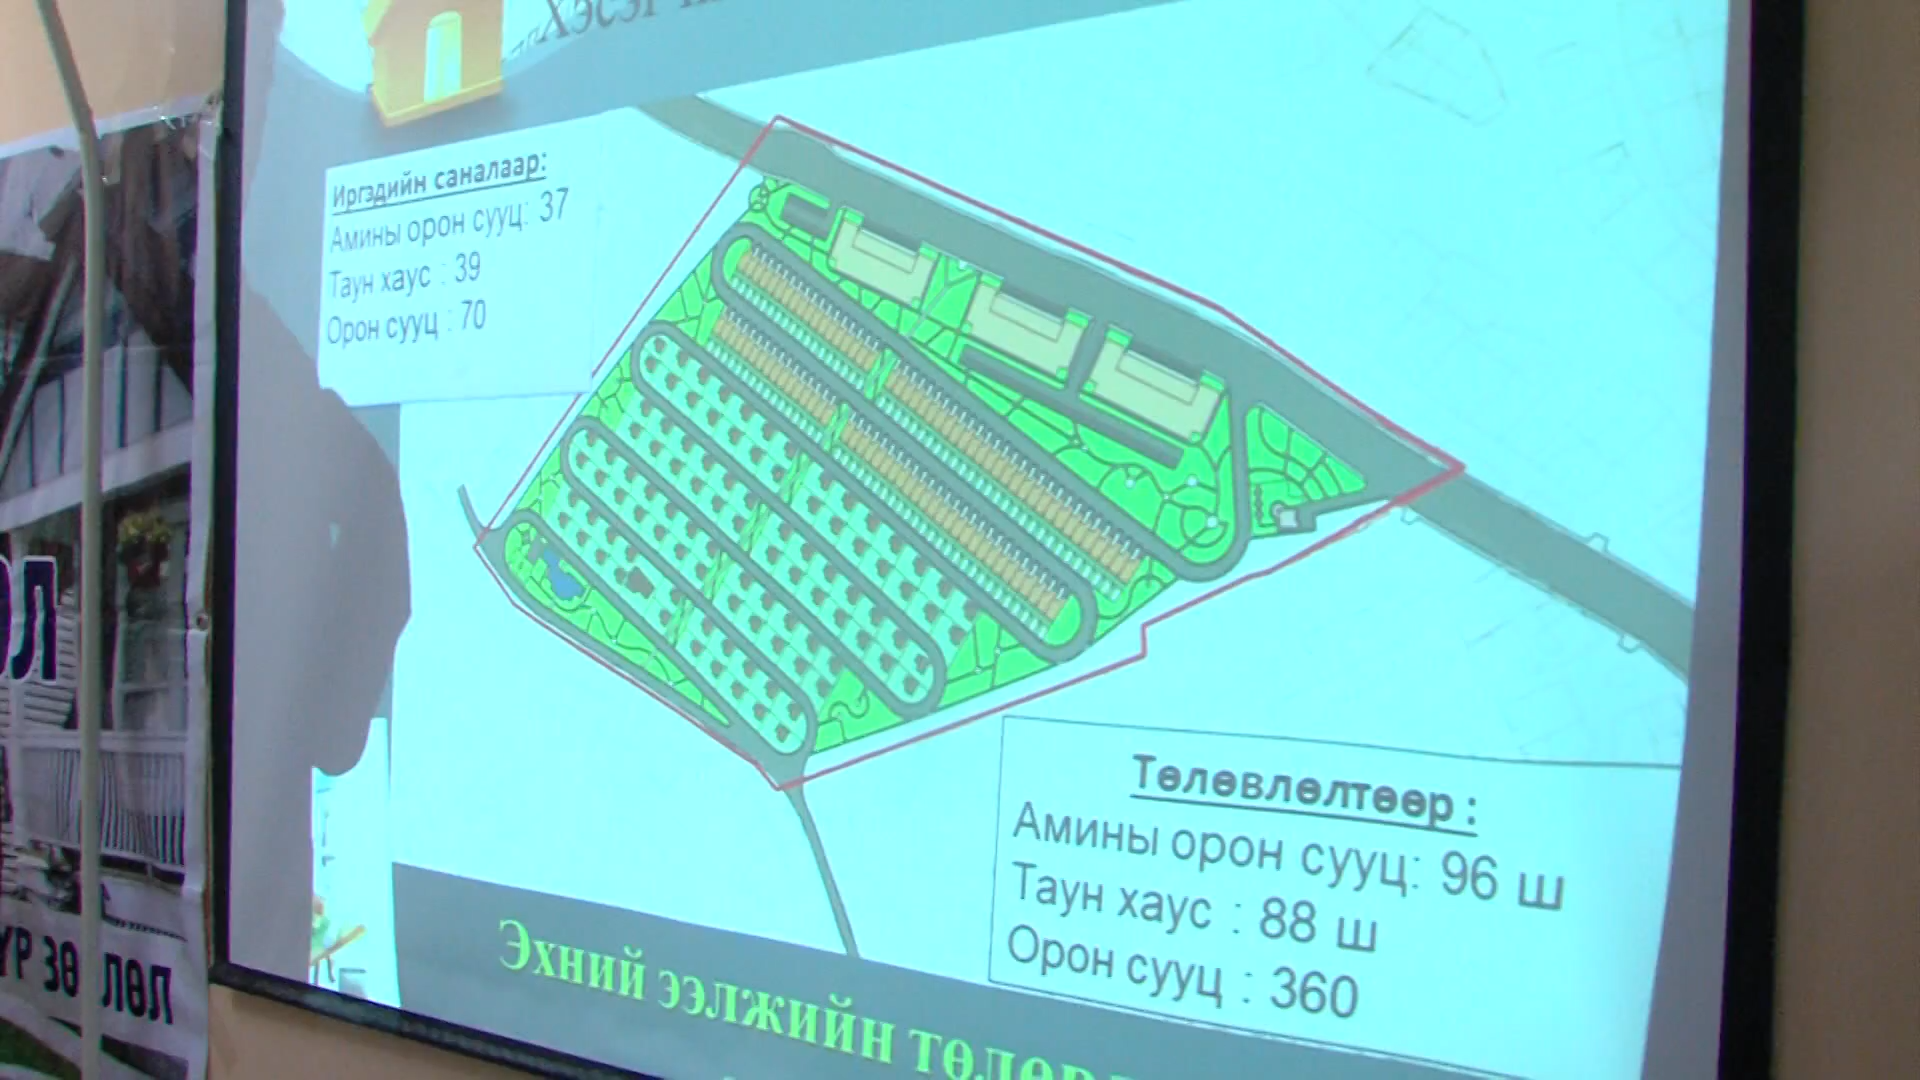 Иргэдийн саналаар:
Амины орон сууц: 37
Таун хаус : 39
Орон сууц : 70
Төлөвлөлтөөр :
Амины орон сууц: 96 ш
Таун хаус : 88 ш
Орон сууц : 360
Эхний ээлжийн